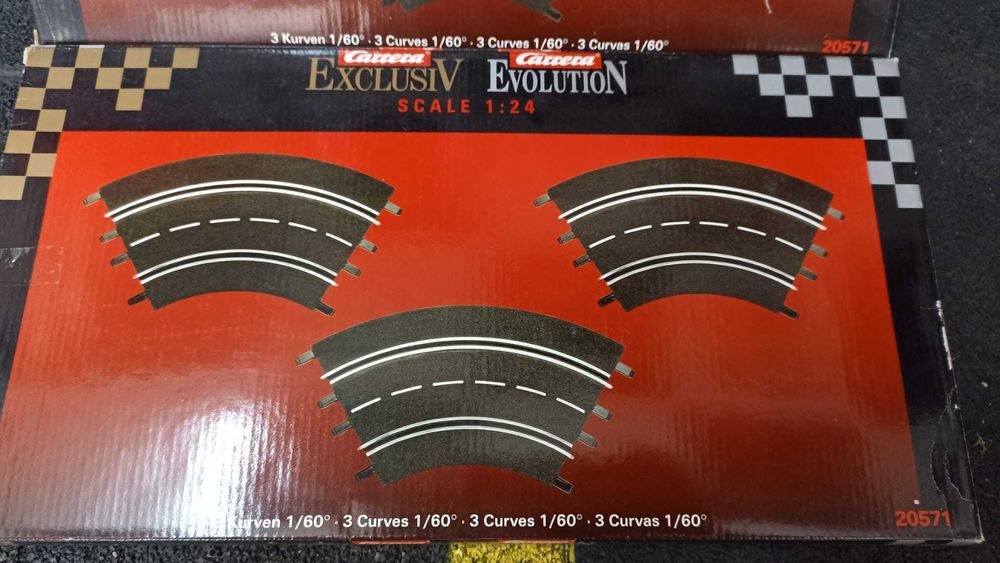 3 Kurven 1/60° · 3 Curves 1/60° · 3 Curves 1/60° · 3 Curvas 1/60°
20571
Carrera Carrera
EXCLUSIV EVOLUTION
SCALE 1:24
Kurven 1/60° · 3 Curves 1/60° · 3 Curves 1/60° · 3 Curvas 1/60°
20571